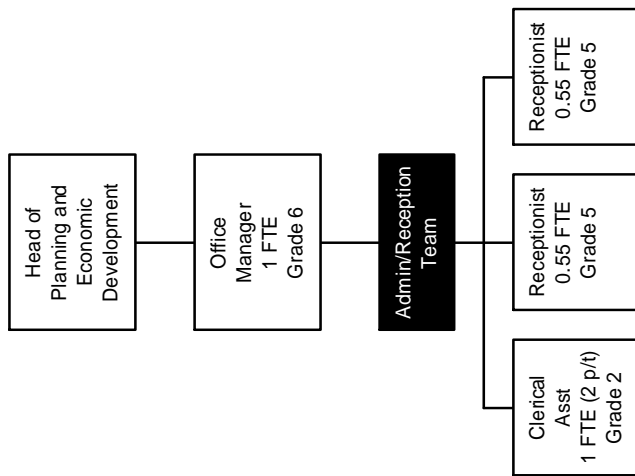 Head of
Planning and
Economic
Development
Office
Manager
1 FTE
Grade 6
Admin/Reception
Team
Clerical
Asst
1 FTE (2 p/t)
Grade 2
Receptionist
0.55 FTE
Grade 5
Receptionist
0.55 FTE
Grade 5